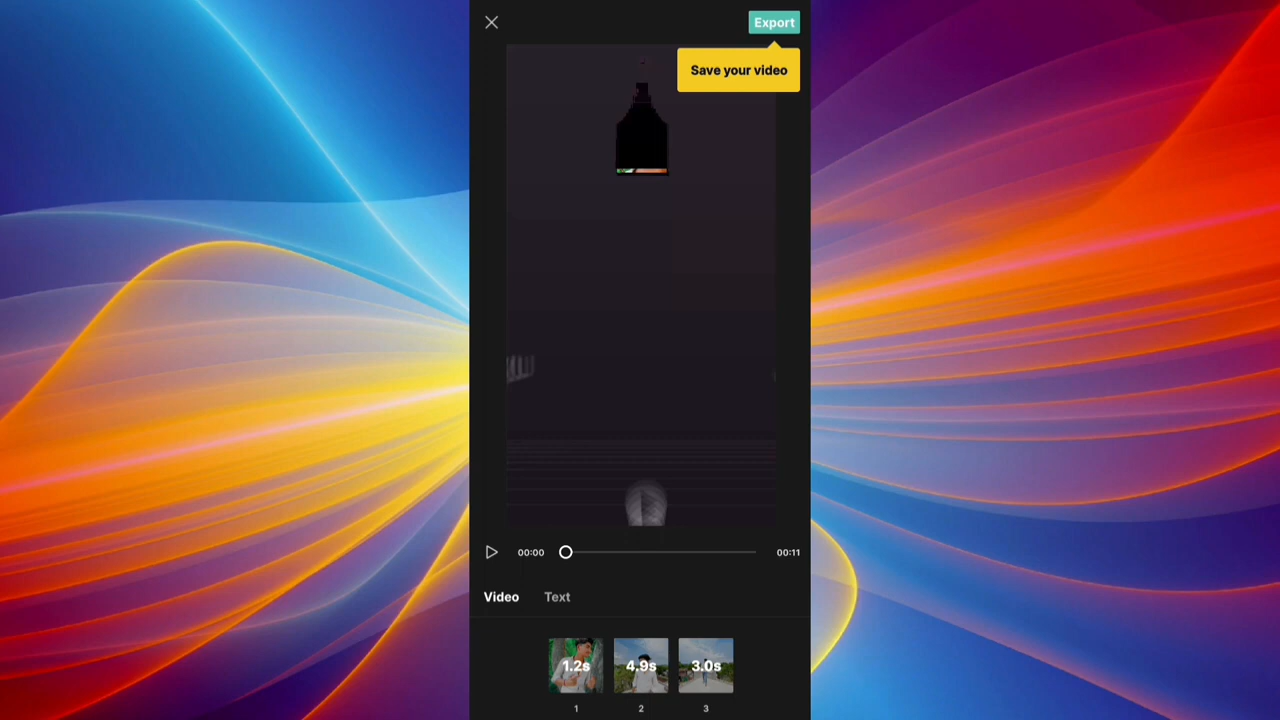 Export
Save your video
00:00
00:11
Video
Text
1.2s
4.9s
3.0s
1
2
3